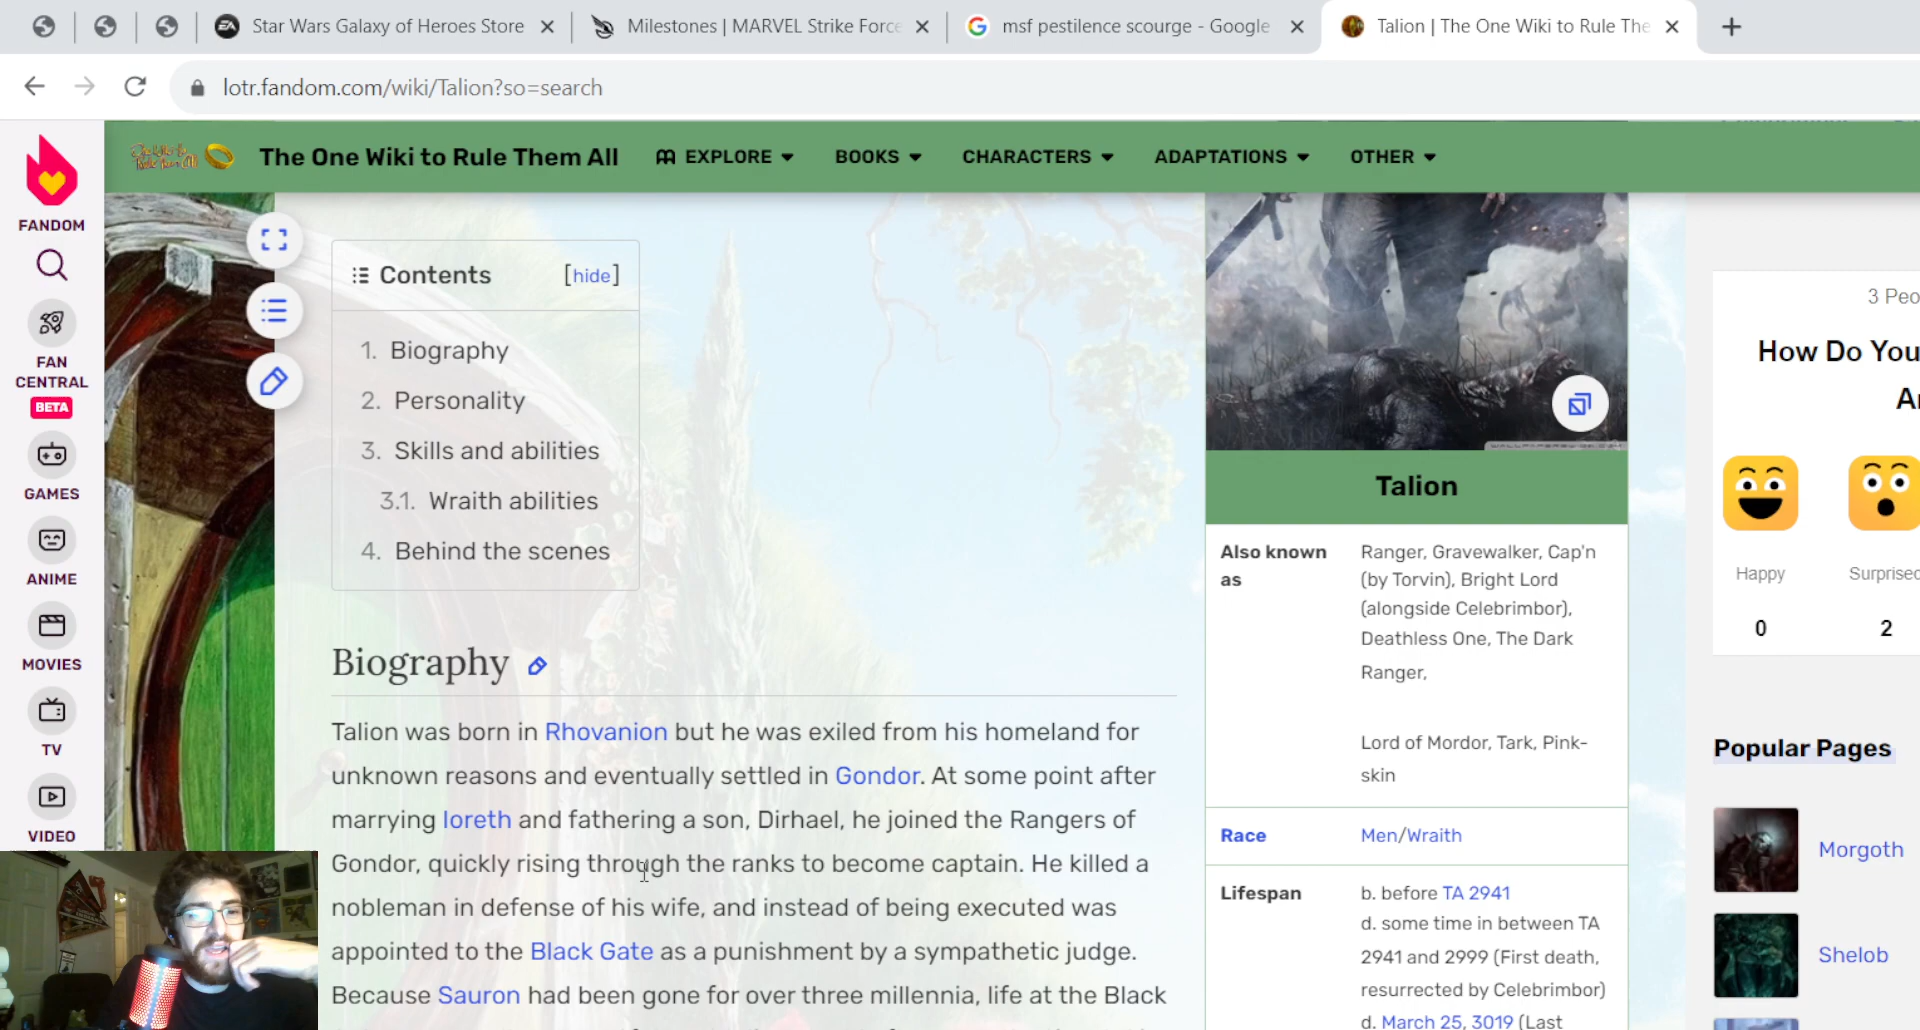 Star Wars Galaxy of Heroes Store
Milestones | MARVEL Strike Force
msf pestilence scourge - Google
Talion | The One Wiki to Rule The
lotr.fandom.com/wiki/Talion?so=search
The One Wiki to Rule Them All
EXPLORE
BOOKS
CHARACTERS
ADAPTATIONS
OTHER
FANDOM
FAN
CENTRAL
BETA
GAMES
ANIME
MOVIES
TV
VIDEO
Contents [hide]
1. Biography
2. Personality
3. Skills and abilities
3.1. Wraith abilities
4. Behind the scenes
Biography
Talion was born in Rhovanion but he was exiled from his homeland for
unknown reasons and eventually settled in Gondor. At some point after
marrying Ioreth and fathering a son, Dirhael, he joined the Rangers of
Gondor, quickly rising through the ranks to become captain. He killed a
nobleman in defense of his wife, and instead of being executed was
appointed to the Black Gate as a punishment by a sympathetic judge.
Because Sauron had been gone for over three millennia, life at the Black
Talion
Also known
as
Ranger, Gravewalker, Cap'n
(by Torvin), Bright Lord
(alongside Celebrimbor),
Deathless One, The Dark
Ranger,
Lord of Mordor, Tark, Pink-
skin
Race
Men/Wraith
Lifespan
b. before TA 2941
d. some time in between TA
2941 and 2999 (First death,
resurrected by Celebrimbor)
d. March 25, 3019 (Last
3 Peo
How Do You
Happy
Surprised
0
2
Popular Pages
Morgoth
Shelob